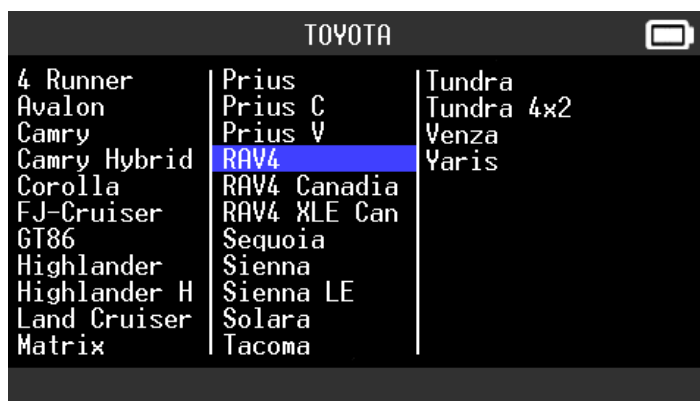 TOYOTA
4 Runner
Avalon
Camry
Camry Hybrid
Corolla
FJ-Cruiser
GT86
Highlander
Highlander H
Land Cruiser
Matrix
Prius
Prius C
Prius V
RAV4
RAV4 Canadia
RAV4 XLE Can
Sequoia
Sienna
Sienna LE
Solara
Tacoma
Tundra
Tundra 4x2
Venza
Yaris